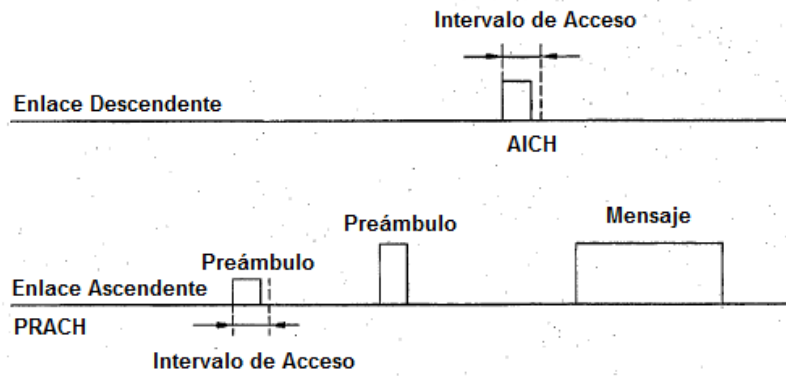 Intervalo de Acceso
Enlace Descendente
AICH
Preámbulo
Mensaje
Preámbulo
Enlace Ascendente
PRACH
Intervalo de Acceso